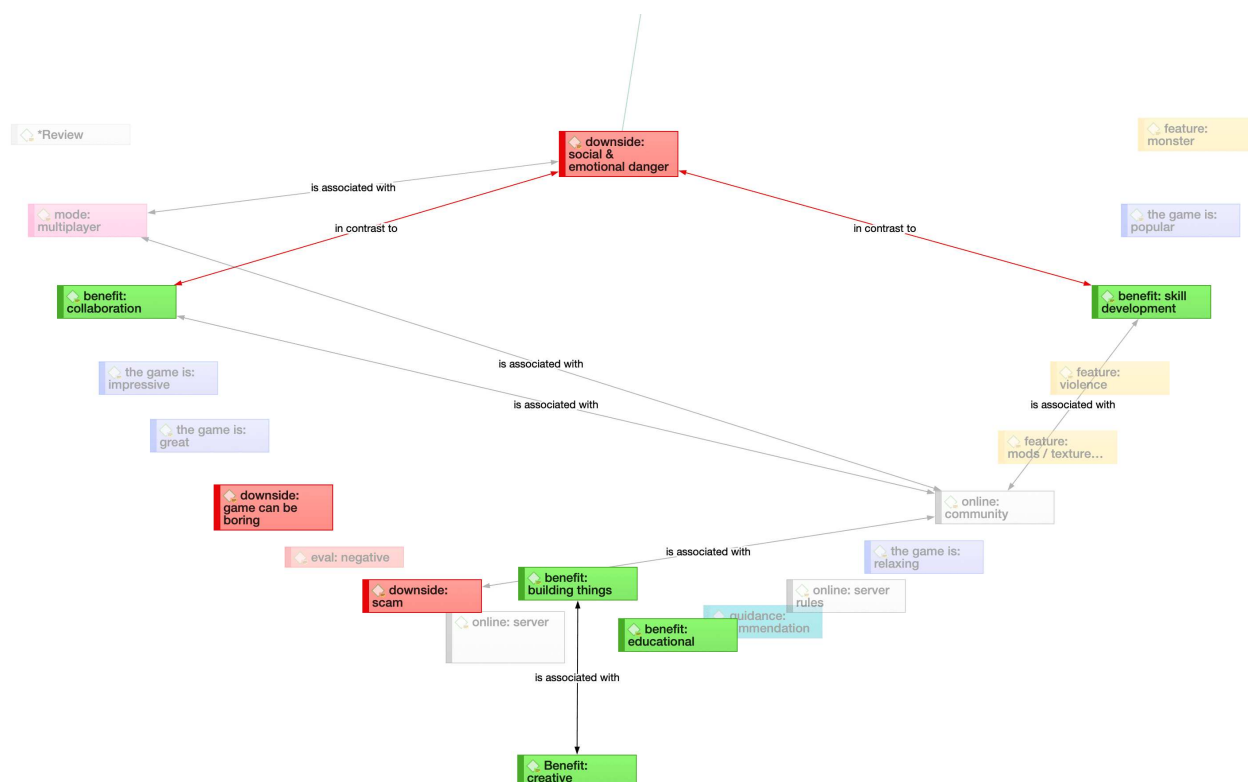 *Review
downside:
social &
emotional danger
feature:
monster
is associated with
mode:
multiplayer
the game is:
popular
in contrast to
in contrast to
benefit:
collaboration
benefit: skill
development
is associated with
the game is:
impressive
feature:
violence
is associated with
is associated with
the game is:
great
feature:
mods / texture...
downside:
game can be
boring
online:
community
eval: negative
is associated with
the game is:
relaxing
benefit:
building things
downside:
scam
online: server
rules
online: server
guidance:
mmendation
benefit:
educational
is associated with
Benefit:
creative